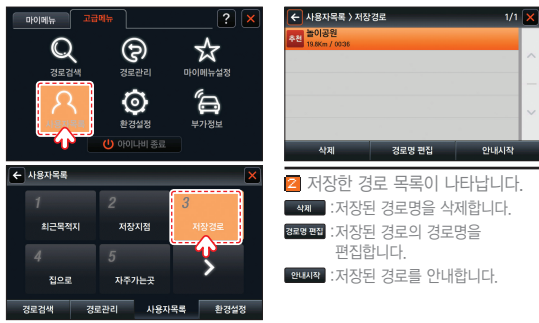 마이메뉴 고급메뉴 ? X
경로검색 경로관리 마이메뉴설정
환경설정 부가정보
아이나비 종료
사용자목록 X
1 2 3
최근목적지 저장지점 저장경로
4 5
집으로 자주가는곳
경로검색 경로관리 사용자목록 환경설정
사용자목록 > 저장경로 1/1 X
추천 놀이공원
19.8Km / 00:36
삭제 경로명 편집 안내시작
2 저장한 경로 목록이 나타납니다.
삭제 :저장된 경로명을 삭제합니다.
경로명 편집 :저장된 경로의 경로명을
편집합니다.
안내시작 :저장된 경로를 안내합니다.